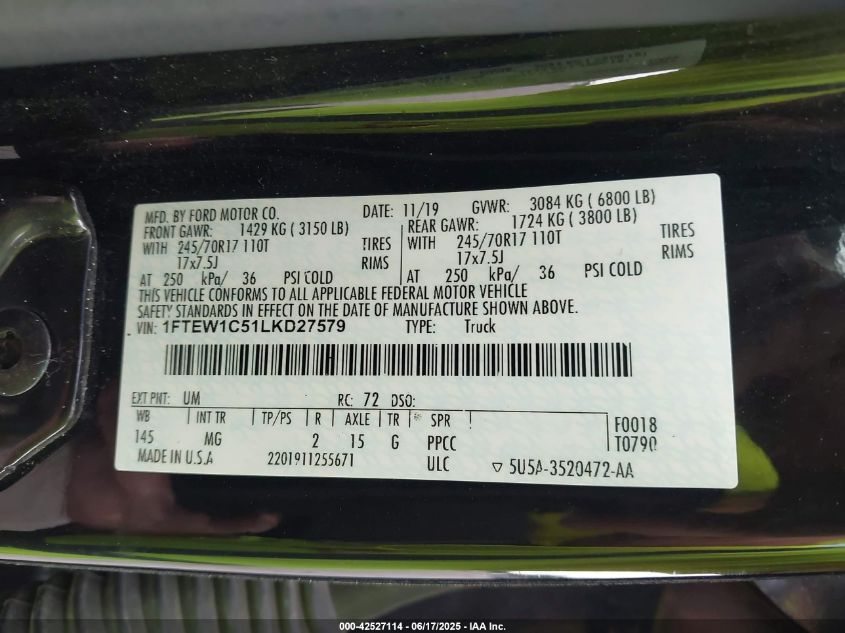 MFD. BY FORD MOTOR CO. DATE: 11/19 GVWR: 3084 KG ( 6800 LB)
FRONT GAWR: 1429 KG ( 3150 LB) REAR GAWR: 1724 KG ( 3800 LB)
WITH 245/70R17 110T TIRES WITH 245/70R17 110T TIRES
17x7.5J RIMS 17x7.5J RIMS
AT 250 kPa/ 36 PSI COLD AT 250 kPa/ 36 PSI COLD
THIS VEHICLE CONFORMS TO ALL APPLICABLE FEDERAL MOTOR VEHICLE
SAFETY STANDARDS IN EFFECT ON THE DATE OF MANUFACTURE SHOWN ABOVE.
VIN: 1FTEW1C51LKD27579 TYPE: Truck
EXT PNT: UM RC: 72 DSO:
WB INT TR TP/PS R AXLE TR SPR F0018
145 MG 2 15 G PPCC T0790
MADE IN U.S.A 2201911255671 ULC ▽ 5U5A-3520472-AA
000-42527114 - 06/17/2025 - IAA Inc.